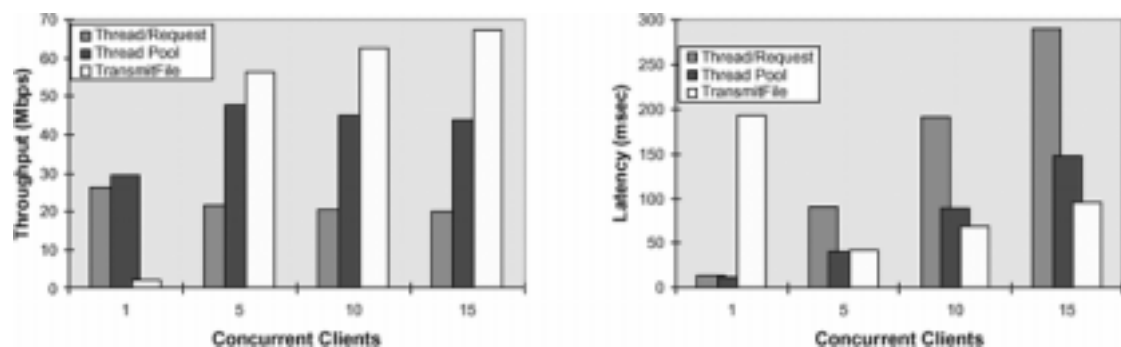 70
60
50
40
30
20
10
0
Throughput (Mbps)
Thread/Request
Thread Pool
TransmitFile
1 5 10 15
Concurrent Clients
300
250
200
150
100
50
0
Latency (msec)
Thread/Request
Thread Pool
TransmitFile
1 5 10 15
Concurrent Clients